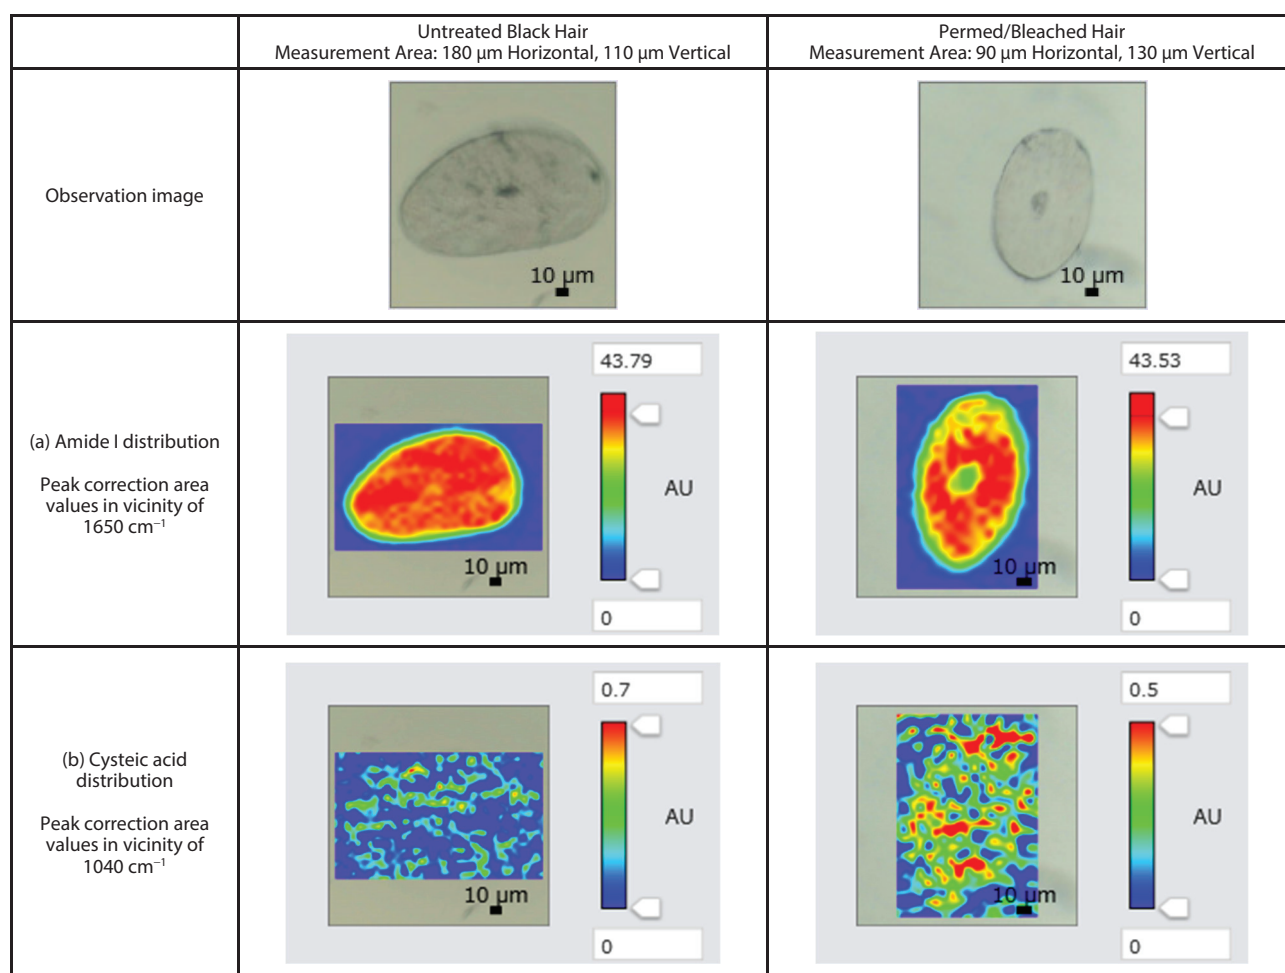 Untreated Black Hair
Measurement Area: 180 μm Horizontal, 110 μm Vertical
Permed/Bleached Hair
Measurement Area: 90 μm Horizontal, 130 μm Vertical
Observation image
10 μm
10 μm
(a) Amide I distribution
Peak correction area
values in vicinity of
1650 cm⁻¹
43.79
AU
10 μm
0
43.53
AU
10 μm
0
(b) Cysteic acid
distribution
Peak correction area
values in vicinity of
1040 cm⁻¹
0.7
AU
10 μm
0
0.5
AU
10 μm
0